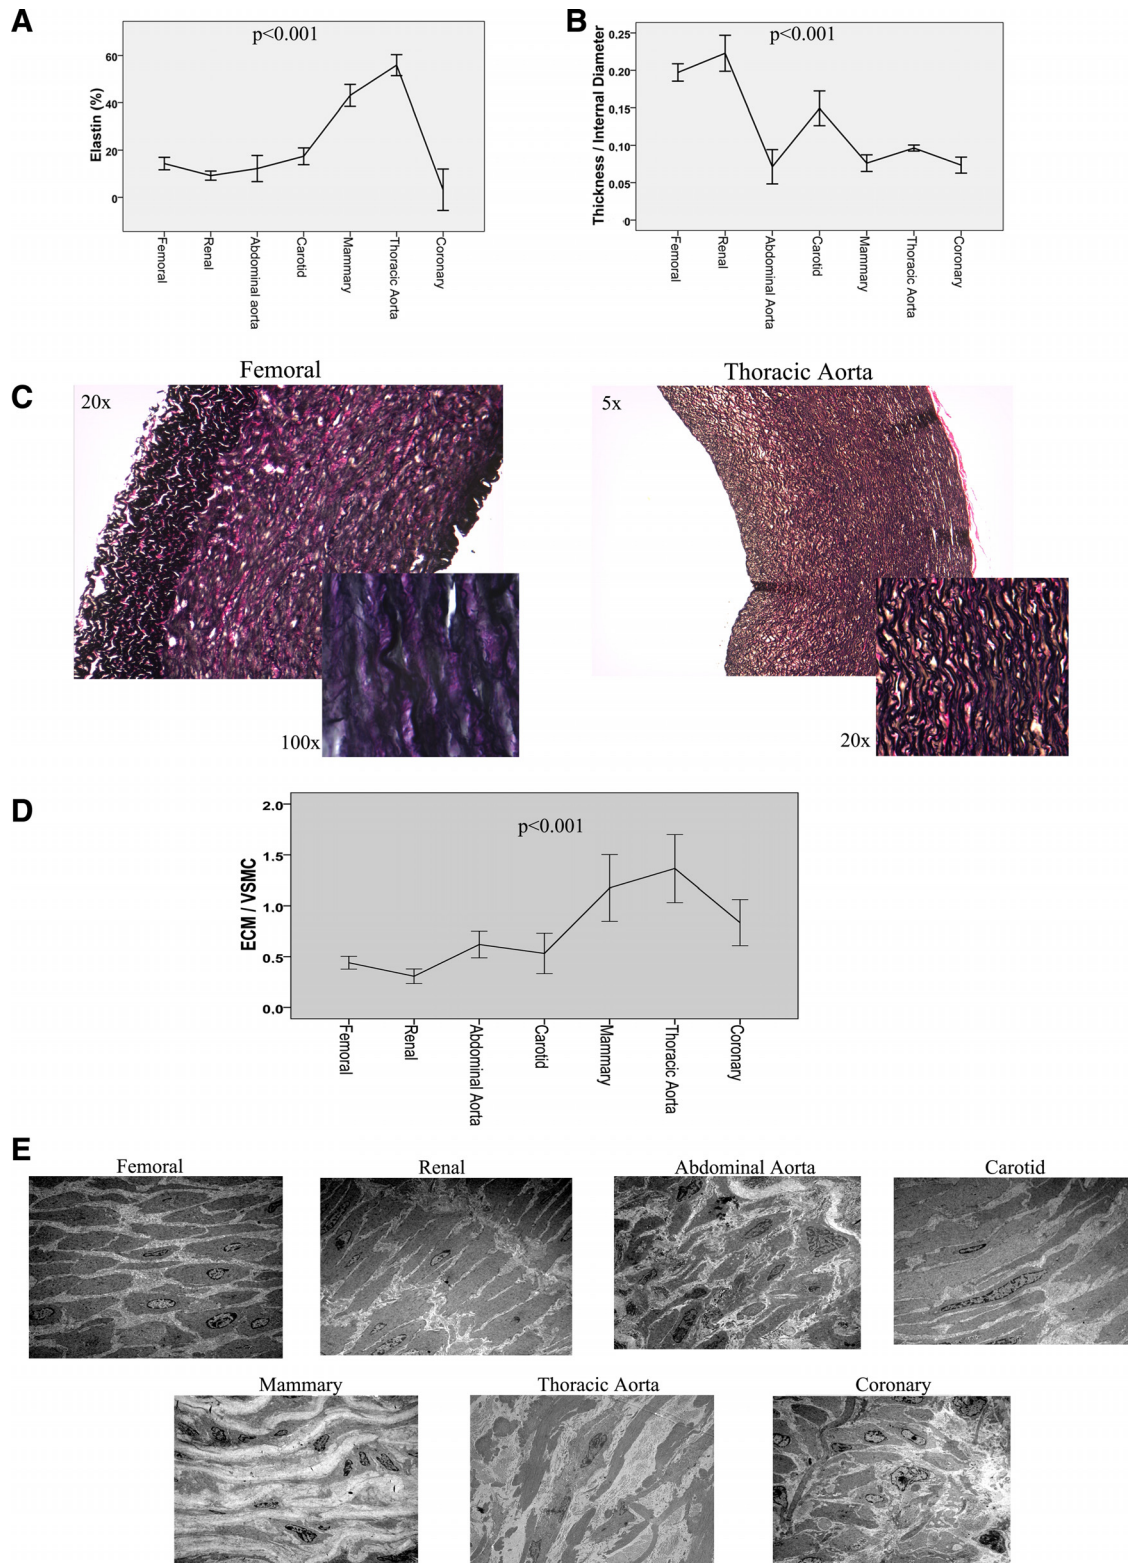 A
p<0.001
60
40
20
0
Elastin (%)
Femoral
Renal
Abdominal aorta
Carotid
Mammary
Thoracic Aorta
Coronary
B
p<0.001
0.25
0.20
0.15
0.10
0.05
0
Thickness / Internal Diameter
Femoral
Renal
Abdominal Aorta
Carotid
Mammary
Thoracic Aorta
Coronary
C
Femoral
20x
100x
Thoracic Aorta
5x
20x
D
p<0.001
2.0
1.5
1.0
0.5
0.0
ECM / VSMC
Femoral
Renal
Abdominal Aorta
Carotid
Mammary
Thoracic Aorta
Coronary
E
Femoral
Renal
Abdominal Aorta
Carotid
Mammary
Thoracic Aorta
Coronary